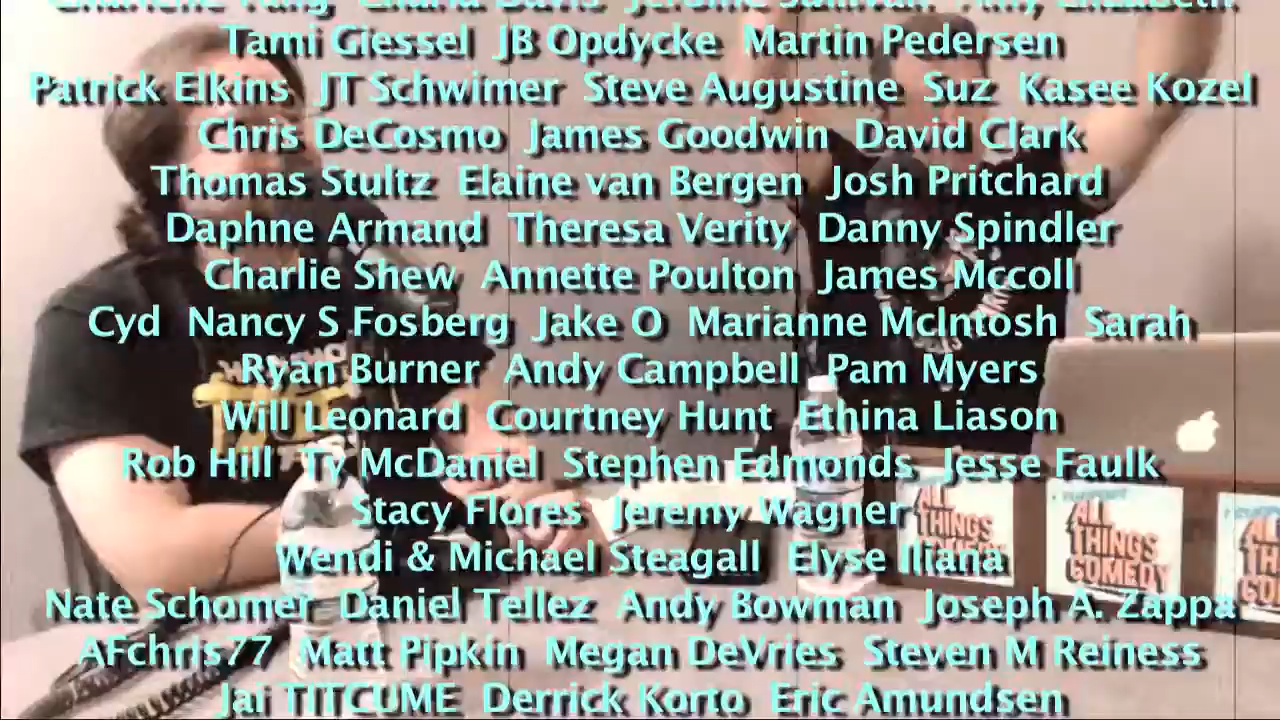 Tami Giessel JB Opdycke Martin Pedersen
Patrick Elkins JT Schwimer Steve Augustine Suz Kasee Kozel
Chris DeCosmo James Goodwin David Clark
Thomas Stultz Elaine van Bergen Josh Pritchard
Daphne Armand Theresa Verity Danny Spindler
Charlie Shew Annette Poulton James Mccoll
Cyd Nancy S Fosberg Jake O Marianne McIntosh Sarah
Ryan Burner Andy Campbell Pam Myers
Will Leonard Courtney Hunt Ethina Liason
Rob Hill Ty McDaniel Stephen Edmonds Jesse Faulk
Stacy Flores Jeremy Wagner
Wendi & Michael Steagall Elyse Iliana
Nate Schomer Daniel Tellez Andy Bowman Joseph A. Zappa
AFchris77 Matt Pipkin Megan DeVries Steven M Reiness
Jai TITCUME Derrick Korto Eric Amundsen
ALL THINGS
ALL THINGS COMEDY